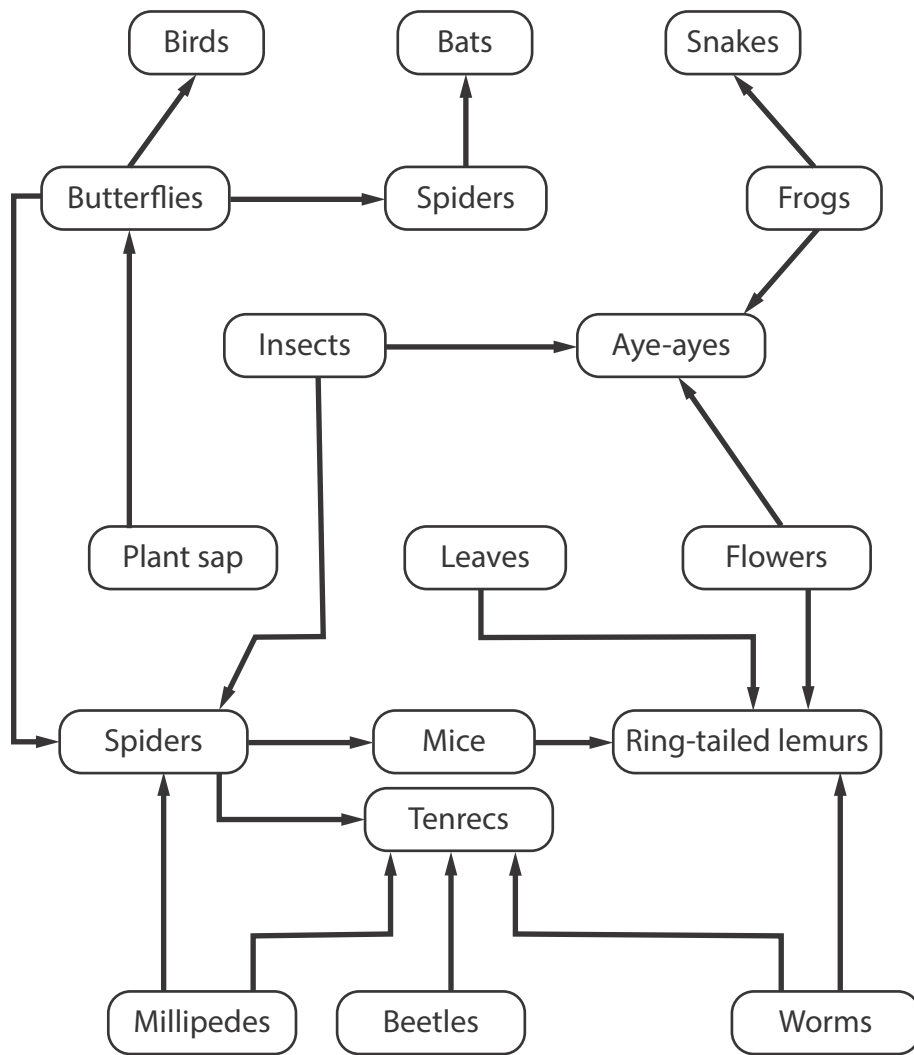 Birds
Bats
Snakes
Butterflies
Spiders
Frogs
Insects
Aye-ayes
Plant sap
Leaves
Flowers
Spiders
Mice
Ring-tailed lemurs
Tenrecs
Millipedes
Beetles
Worms